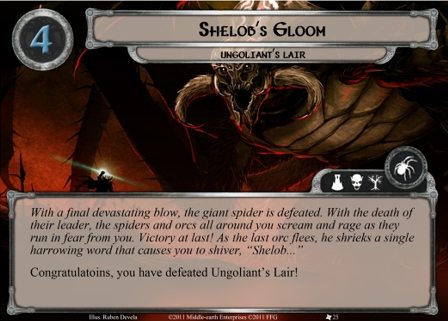 4
Shelob's Gloom
Ungoliant's Lair
With a final devastating blow, the giant spider is defeated. With the death of
their leader, the spiders and orcs all around you scream and rage as they
run in fear from you. Victory at last! As the last orc flees, he shrieks a single
harrowing word that causes you to shiver, “Shelob...”
Congratulatoins, you have defeated Ungoliant’s Lair!
Illus. Ruben Devela ©2011 Middle-earth Enterprises ©2011 FFG 25